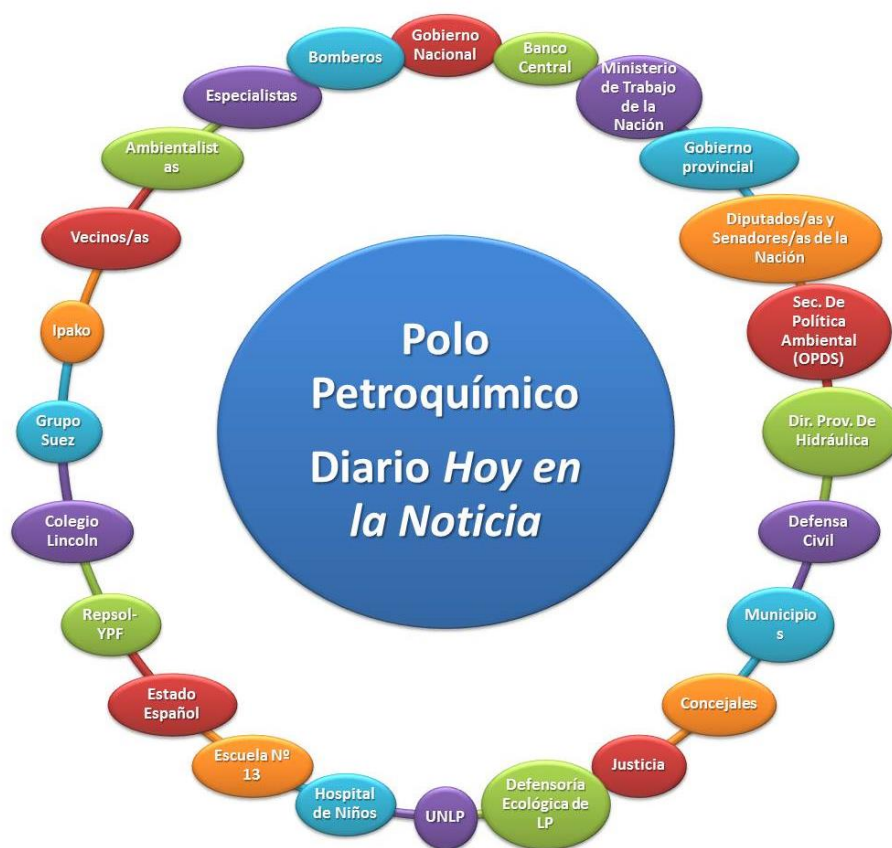 Polo
Petroquímico
Diario Hoy en
la Noticia
Gobierno
Nacional
Banco
Central
Ministerio
de Trabajo
de la
Nación
Gobierno
provincial
Diputados/as y
Senadores/as de la
Nación
Sec. De
Política
Ambiental
(OPDS)
Dir. Prov. De
Hidráulica
Defensa
Civil
Municipio
s
Concejales
Justicia
Defensoría
Ecológica de
LP
UNLP
Hospital
de Niños
Escuela Nº
13
Estado
Español
Repsol-
YPF
Colegio
Lincoln
Grupo
Suez
Ipako
Vecinos/as
Ambientalist
as
Especialistas
Bomberos